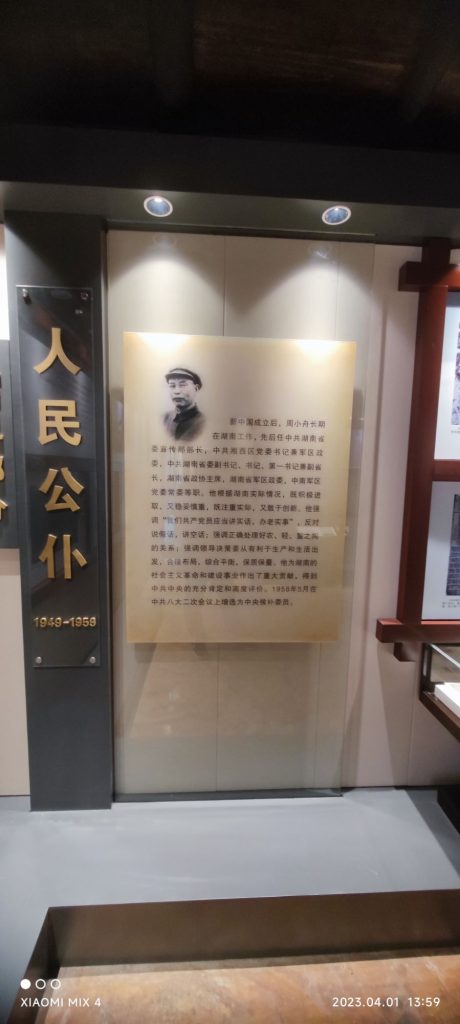 人民公仆
1949-1959
新中国成立后，周小舟长期
在湖南工作，先后任中共湖南省
委宣传部部长，中共湘西区党委书记兼军区政
委，中共湖南省委副书记、书记、第一书记兼副省
长，湖南省政协主席，湖南省军区政委，中南军区
党委常委等职。他根据湖南实际情况，既积极进
取，又稳妥慎重，既注重实际，又敢于创新。他强
调“我们共产党员应当讲实话，办老实事”，反对
说假话，讲空话；强调正确处理好农、轻、重之间
的关系；强调领导决策要从有利于生产和生活出
发，合理布局，综合平衡，保质保量。他为湖南的
社会主义革命和建设事业作出了重大贡献，得到
中共中央的充分肯定和高度评价。1958年5月在
中共八大二次会议上增选为中央候补委员。
XIAOMI MIX 4
2023.04.01 13:59